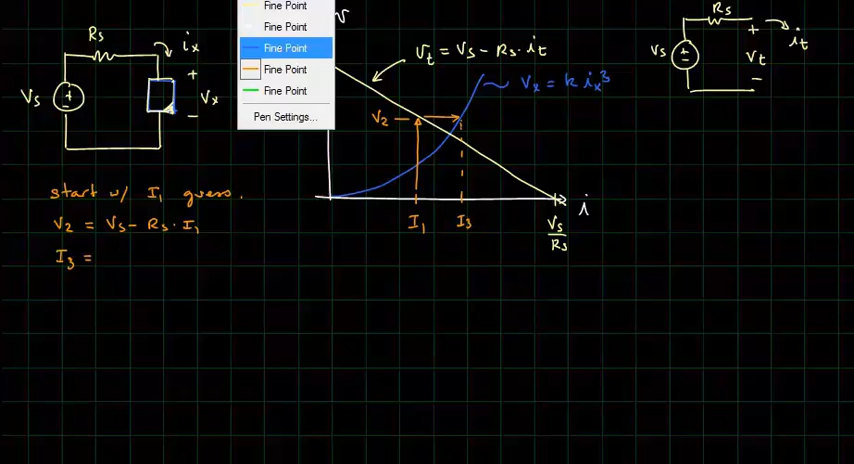 Rs
ix
Vs
+
-
+
Vx
-
start w/ I₁ guess.
V₂ = Vs - Rs · I₁
I₃ =
Fine Point
Fine Point
Fine Point
Fine Point
Fine Point
Pen Settings...
v
Vt = Vs - Rs · it
Vx = k ix³
V₂
I₁
I₃
Vs
Rs
i
Rs
it
Vs
+
-
+
Vt
-